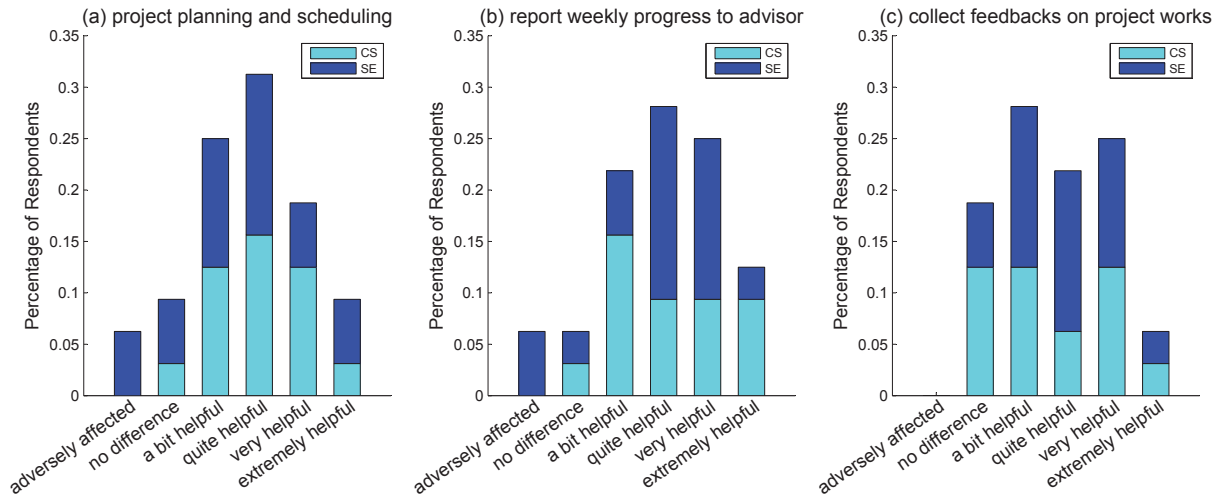 (a) project planning and scheduling
0.35
0.3
0.25
0.2
0.15
0.1
0.05
0
Percentage of Respondents
CS
SE
adversely affected
no difference
a bit helpful
quite helpful
very helpful
extremely helpful
(b) report weekly progress to advisor
0.35
0.3
0.25
0.2
0.15
0.1
0.05
0
Percentage of Respondents
CS
SE
adversely affected
no difference
a bit helpful
quite helpful
very helpful
extremely helpful
(c) collect feedbacks on project works
0.35
0.3
0.25
0.2
0.15
0.1
0.05
0
Percentage of Respondents
CS
SE
adversely affected
no difference
a bit helpful
quite helpful
very helpful
extremely helpful